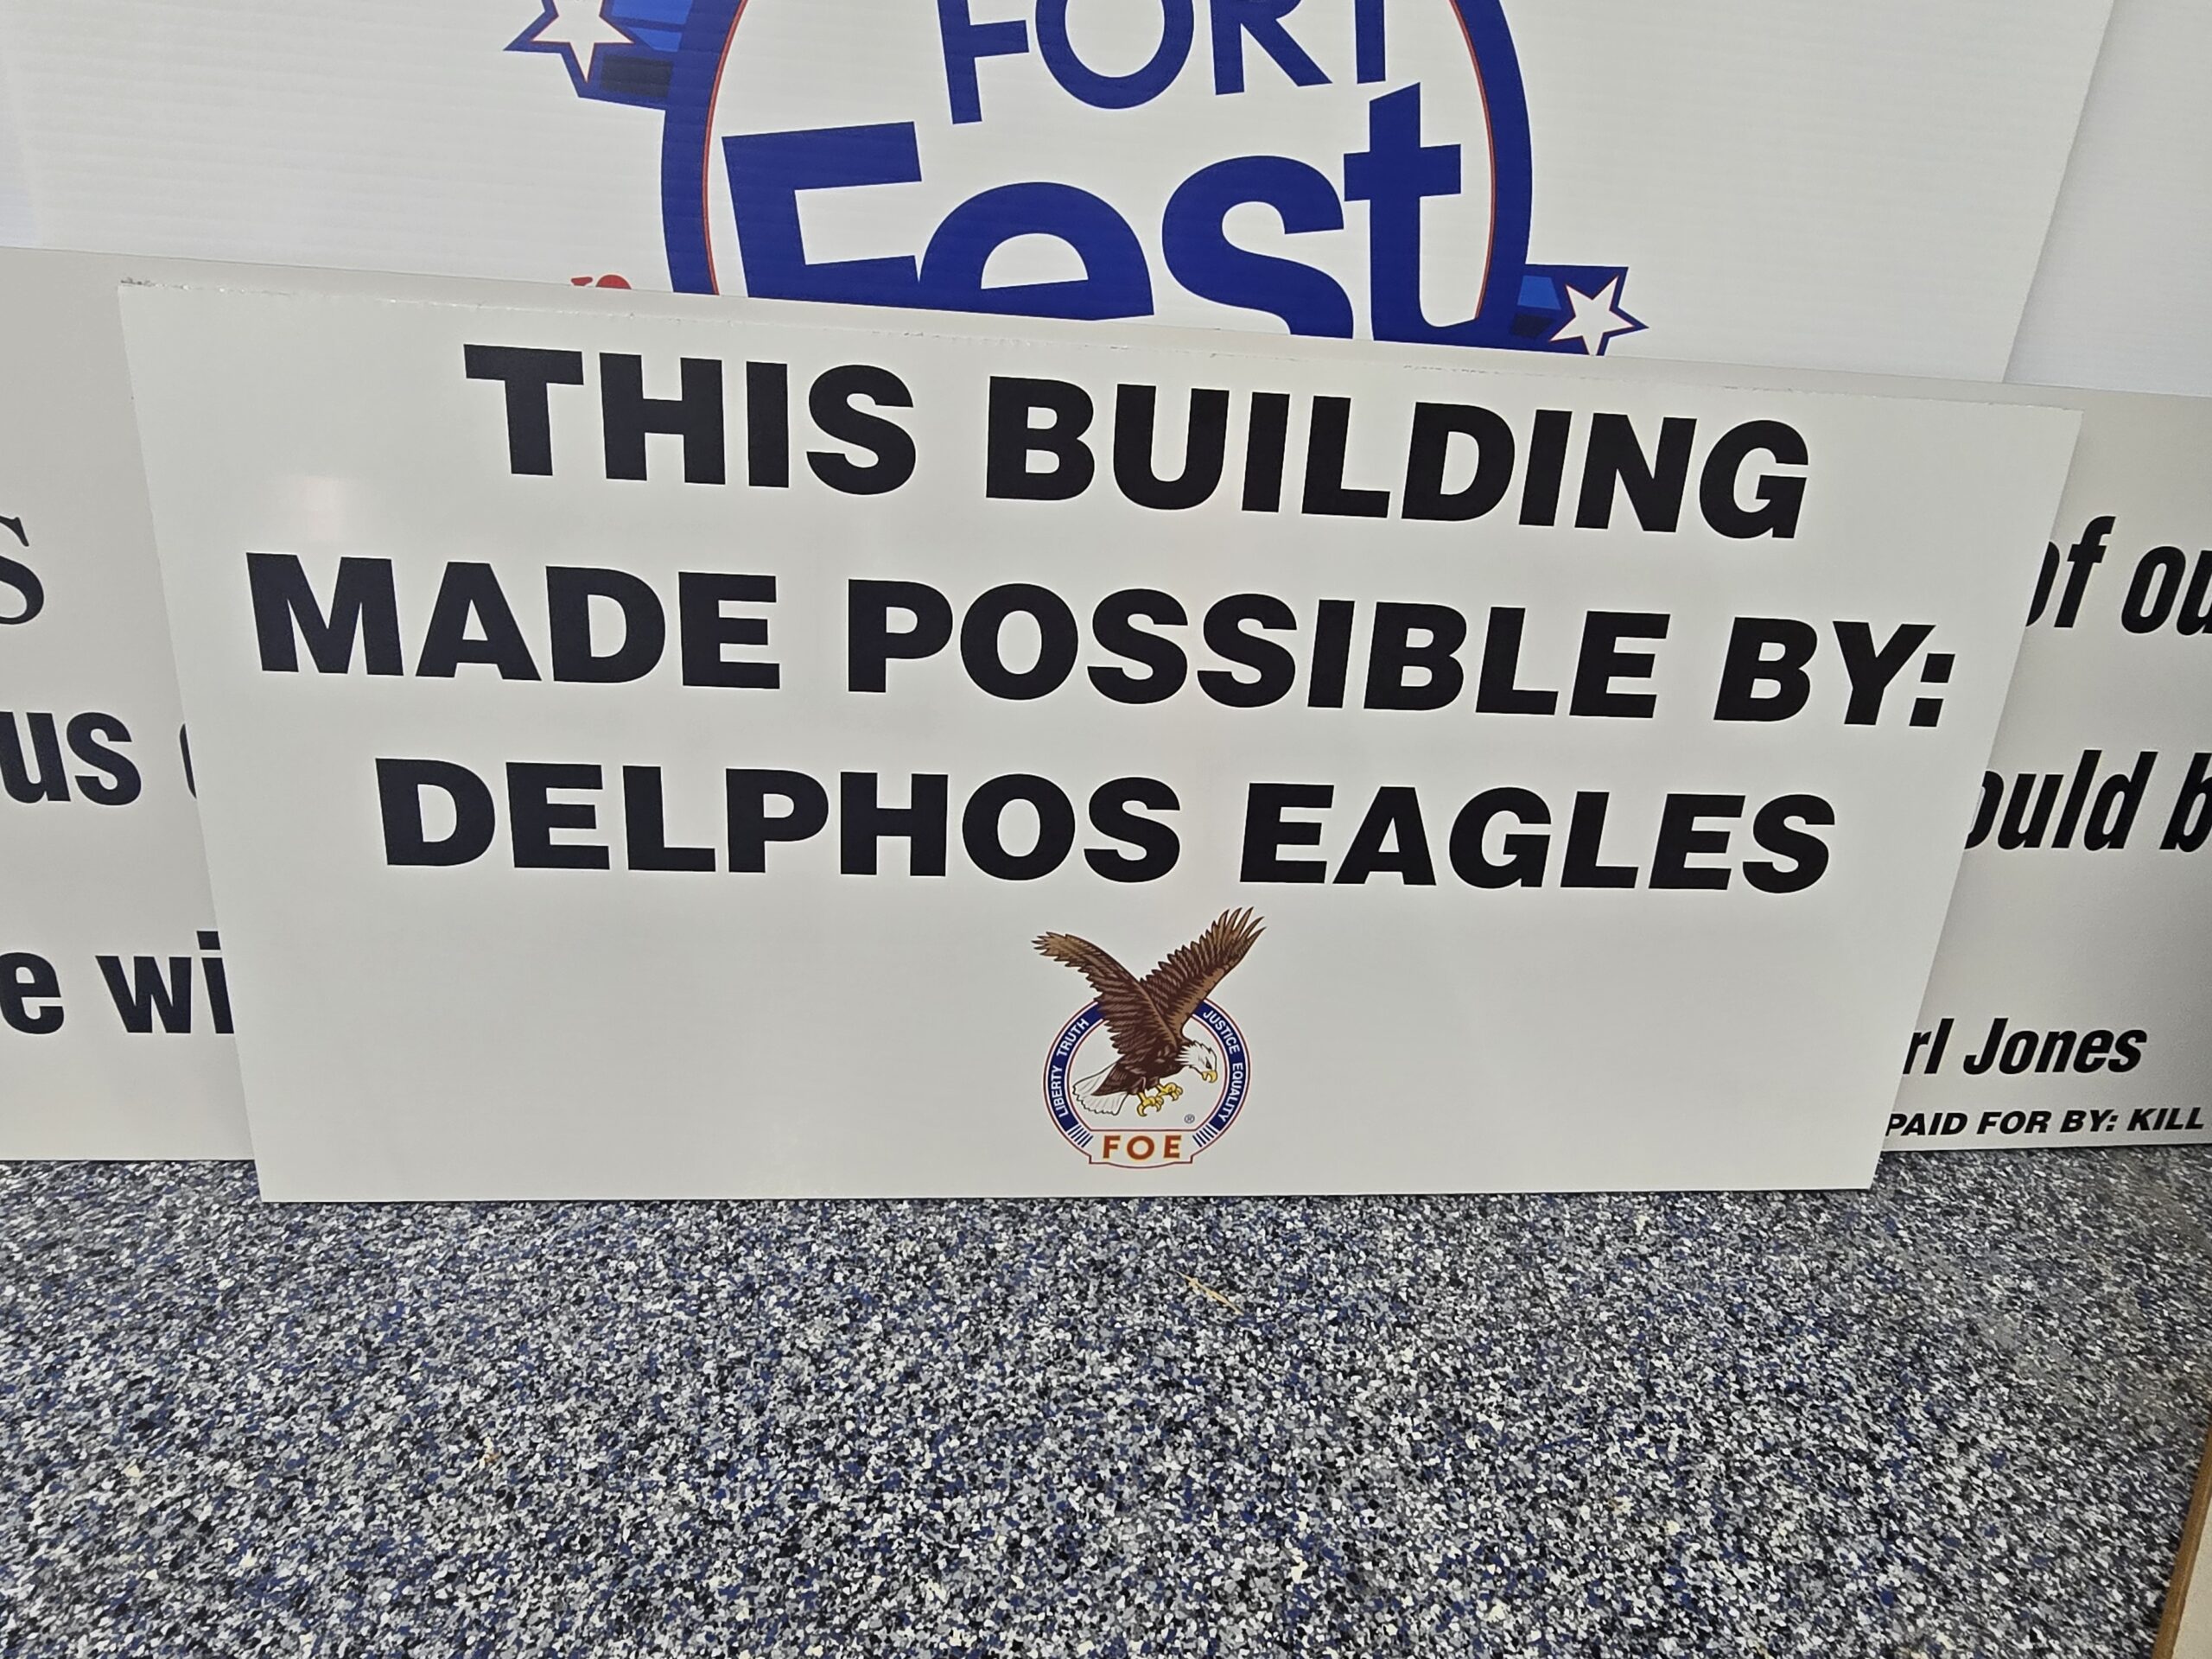 FORT
Fest
THIS BUILDING
MADE POSSIBLE BY:
DELPHOS EAGLES
LIBERTY TRUTH JUSTICE EQUALITY
®
FOE
S
us
e wi
of ou
ould b
rl Jones
PAID FOR BY: KILL